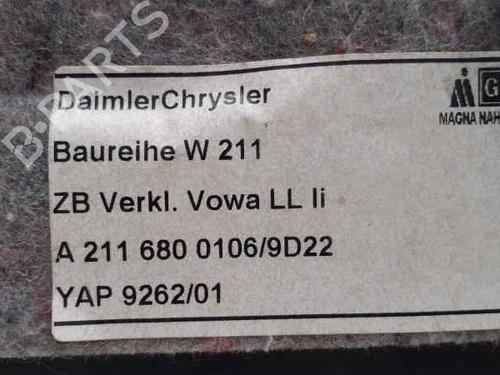 DaimlerChrysler
Baureihe W 211
ZB Verkl. Vowa LL li
A 211 680 0106/9D22
YAP 9262/01
MAGNA NAH
B-PARTS